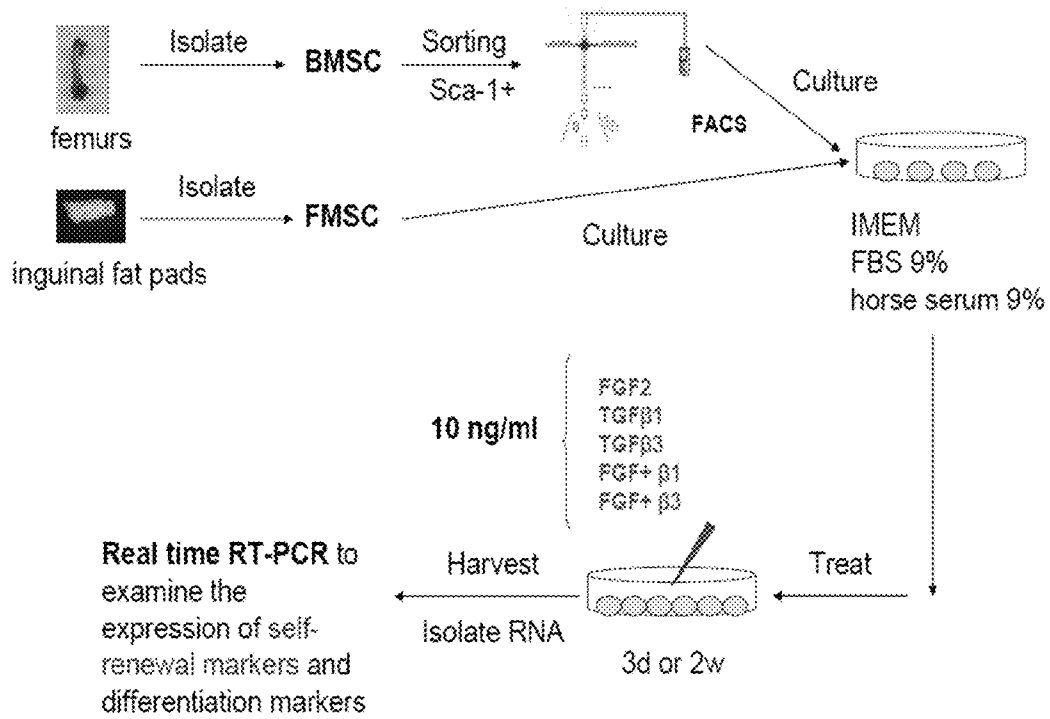 Isolate
BMSC
Sorting
Sca-1+
FACS
Culture
femurs
Isolate
FMSC
Culture
inguinal fat pads
IMEM
FBS 9%
horse serum 9%
10 ng/ml
FGF2
TGFβ1
TGFβ3
FGF+ β1
FGF+ β3
Treat
3d or 2w
Harvest
Isolate RNA
Real time RT-PCR to
examine the
expression of self-
renewal markers and
differentiation markers